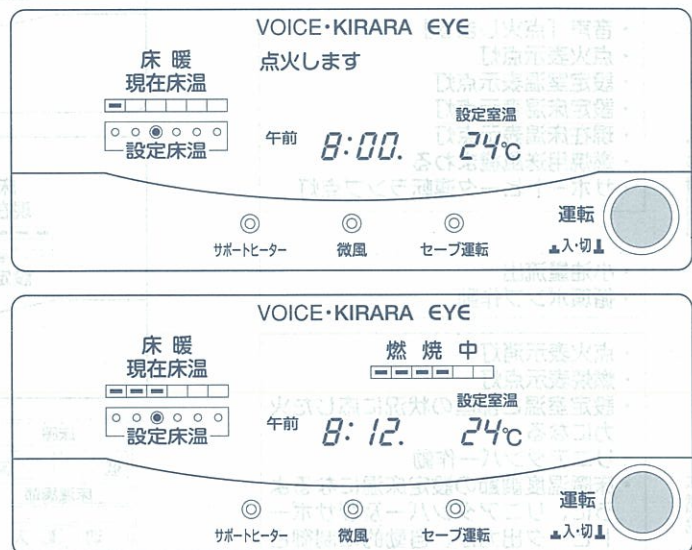 VOICE・KIRARA EYE
床暖
現在床温
設定床温
点火します
設定室温
午前 8:00. 24℃
サポートヒーター 微風 セーブ運転
運転
入・切
VOICE・KIRARA EYE
床暖
現在床温
設定床温
燃焼中
設定室温
午前 8:12. 24℃
サポートヒーター 微風 セーブ運転
運転
入・切